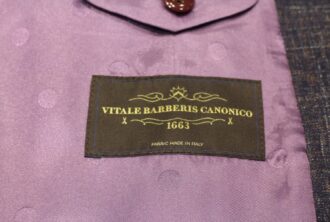 VITALE BARBERIS CANONICO
1663
FABRIC MADE IN ITALY